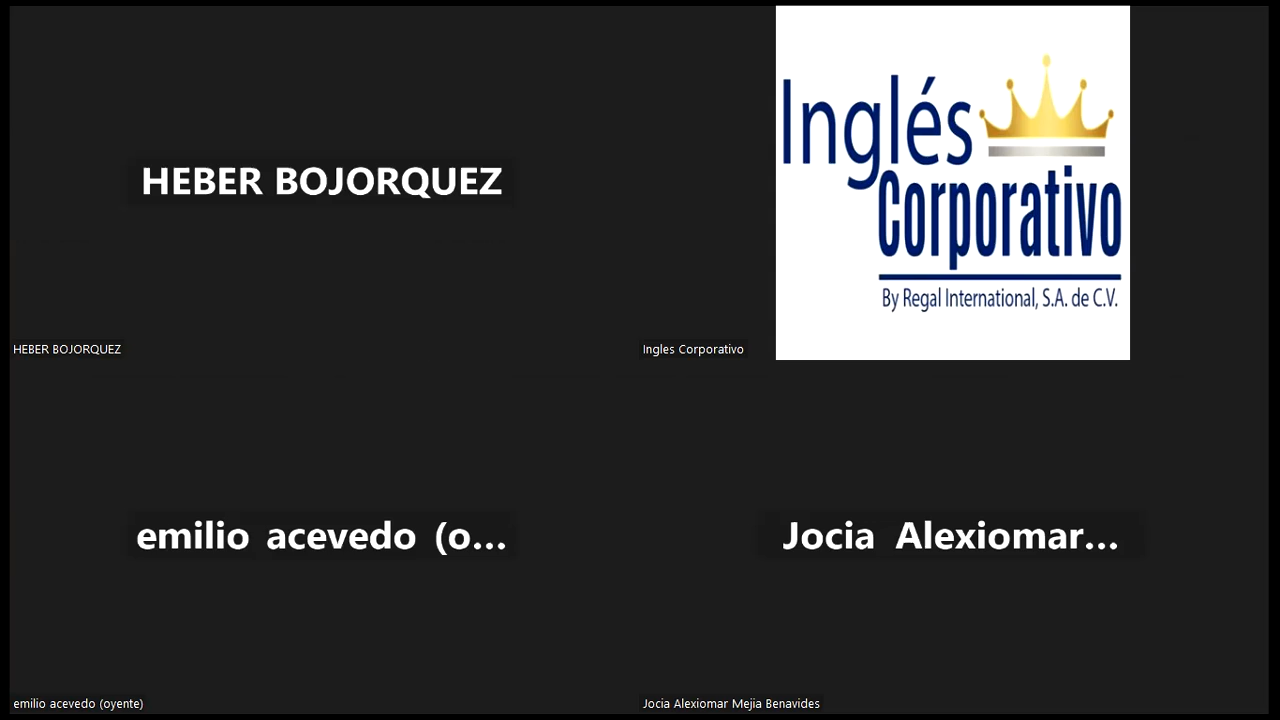 HEBER BOJORQUEZ
HEBER BOJORQUEZ
Inglés
Corporativo
By Regal International, S.A. de C.V.
Ingles Corporativo
emilio acevedo (o...
emilio acevedo (oyente)
Jocia Alexiomar...
Jocia Alexiomar Mejia Benavides